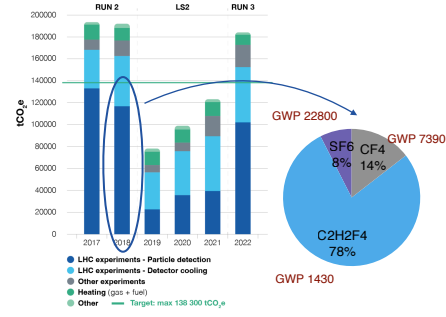 RUN 2 LS2 RUN 3
200000
180000
160000
140000
120000
100000
80000
60000
40000
20000
0
tCO2e
2017 2018 2019 2020 2021 2022
LHC experiments - Particle detection
LHC experiments - Detector cooling
Other experiments
Heating (gas + fuel)
Other Target: max 138 300 tCO2e
GWP 22800
GWP 7390
SF6
8%
CF4
14%
C2H2F4
78%
GWP 1430